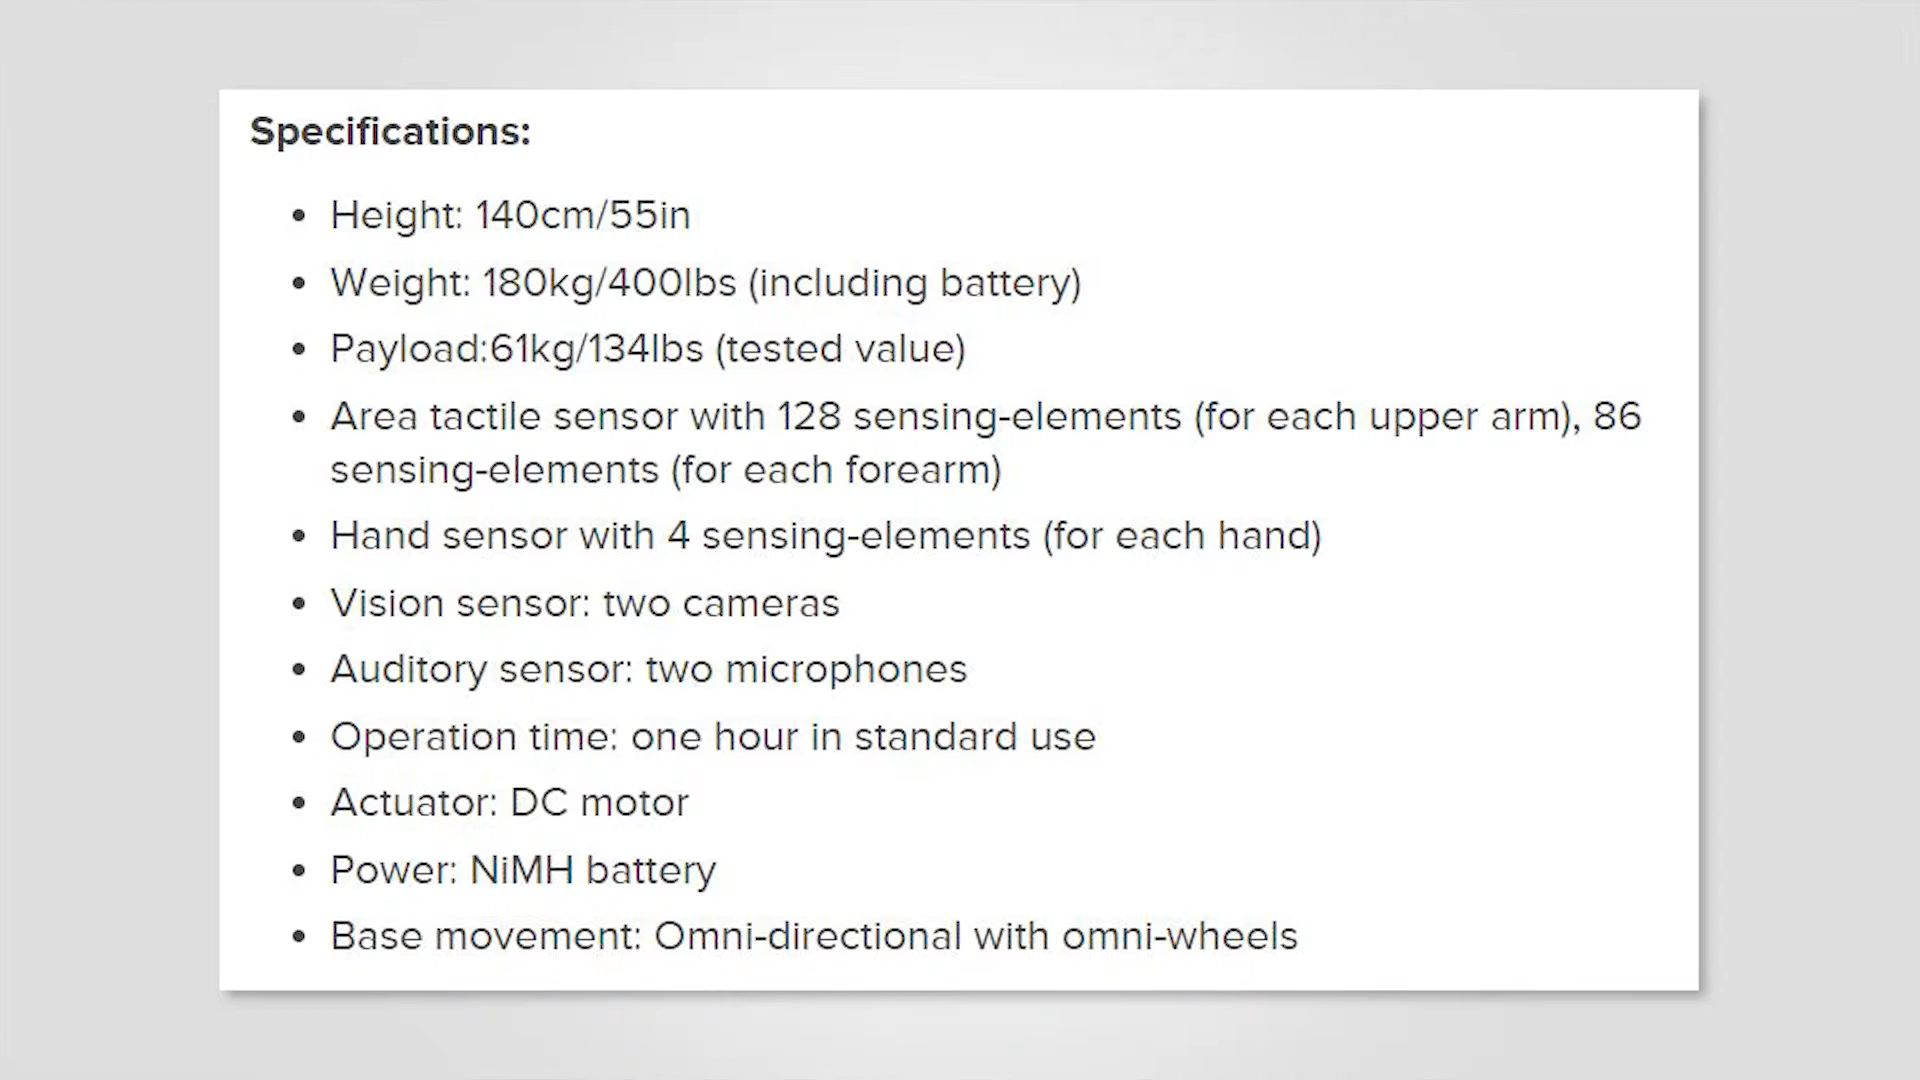 Specifications:
• Height: 140cm/55in
• Weight: 180kg/400lbs (including battery)
• Payload:61kg/134lbs (tested value)
• Area tactile sensor with 128 sensing-elements (for each upper arm), 86
sensing-elements (for each forearm)
• Hand sensor with 4 sensing-elements (for each hand)
• Vision sensor: two cameras
• Auditory sensor: two microphones
• Operation time: one hour in standard use
• Actuator: DC motor
• Power: NiMH battery
• Base movement: Omni-directional with omni-wheels